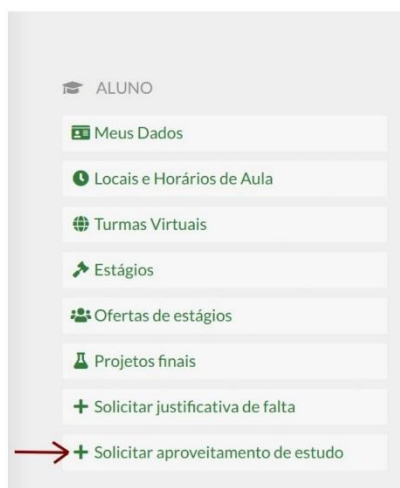 ALUNO
Meus Dados
Locais e Horários de Aula
Turmas Virtuais
Estágios
Ofertas de estágios
Projetos finais
Solicitar justificativa de falta
Solicitar aproveitamento de estudo